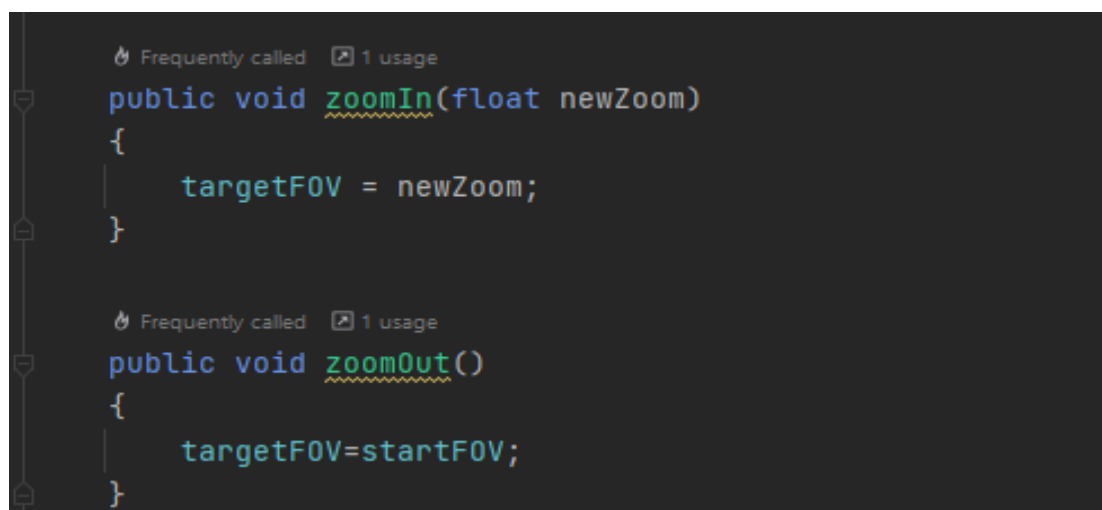 Frequently called 1 usage
public void zoomIn(float newZoom)
{
targetFOV = newZoom;
}
Frequently called 1 usage
public void zoomOut()
{
targetFOV=startFOV;
}